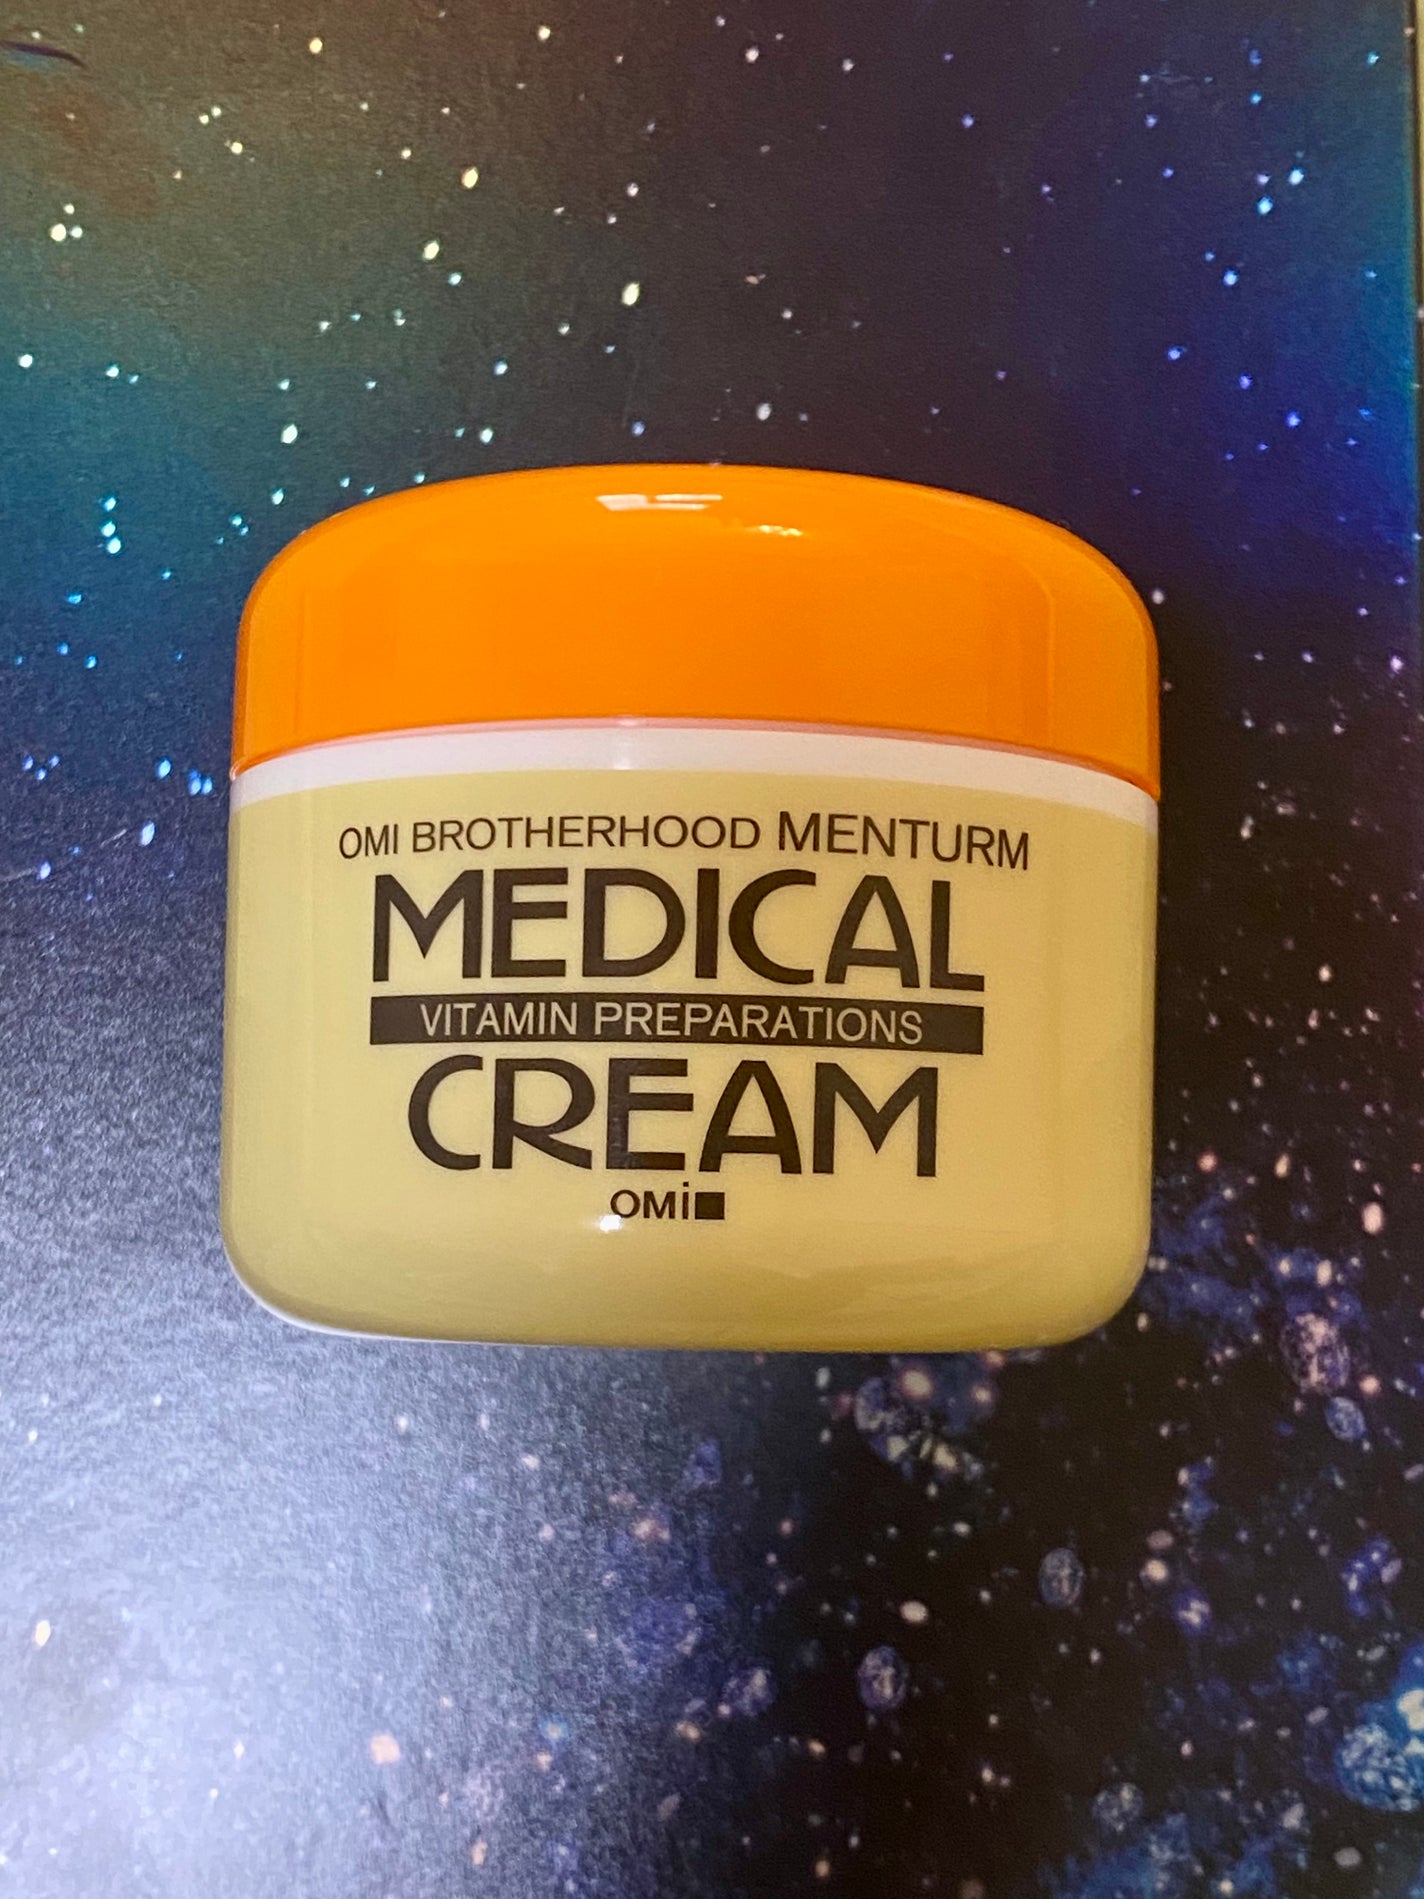 OMI BROTHERHOOD MENTURM
MEDICAL
VITAMIN PREPARATIONS
CREAM
OMi■